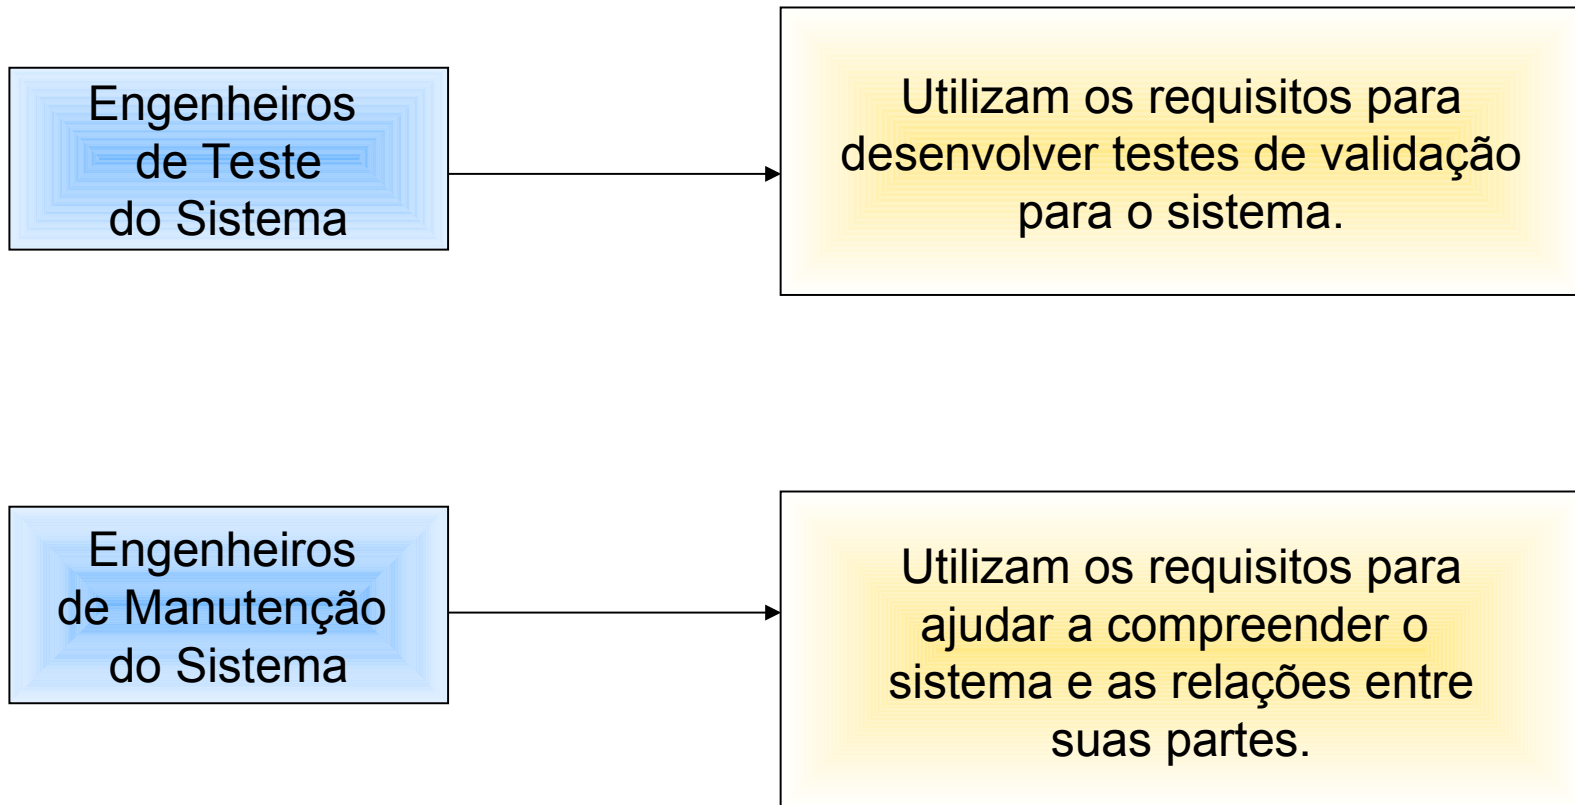 Engenheiros
de Teste
do Sistema
Utilizam os requisitos para
desenvolver testes de validação
para o sistema.
Engenheiros
de Manutenção
do Sistema
Utilizam os requisitos para
ajudar a compreender o
sistema e as relações entre
suas partes.